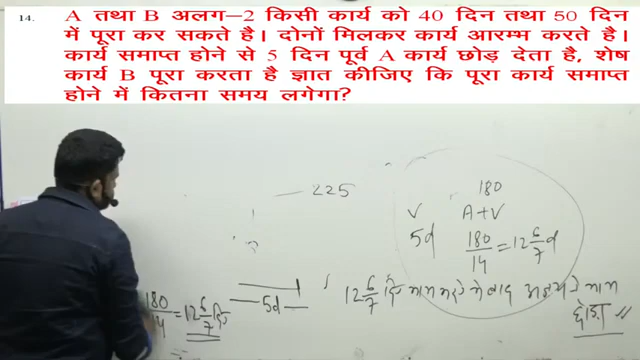 14. A तथा B अलग–2 किसी कार्य को 40 दिन तथा 50 दिन
में पूरा कर सकते है। दोनों मिलकर कार्य आरम्भ करते है।
कार्य समाप्त होने से 5 दिन पूर्व A कार्य छोड़ देता है, शेष
कार्य B पूरा करता है ज्ञात कीजिए कि पूरा कार्य समाप्त
होने में कितना समय लगेगा?
— 225
180
V A+V
5d 180/14 = 12 6/7 d
12 6/7 दिन काम करने के बाद
180/14 = 12 6/7 दिन
— 5d —